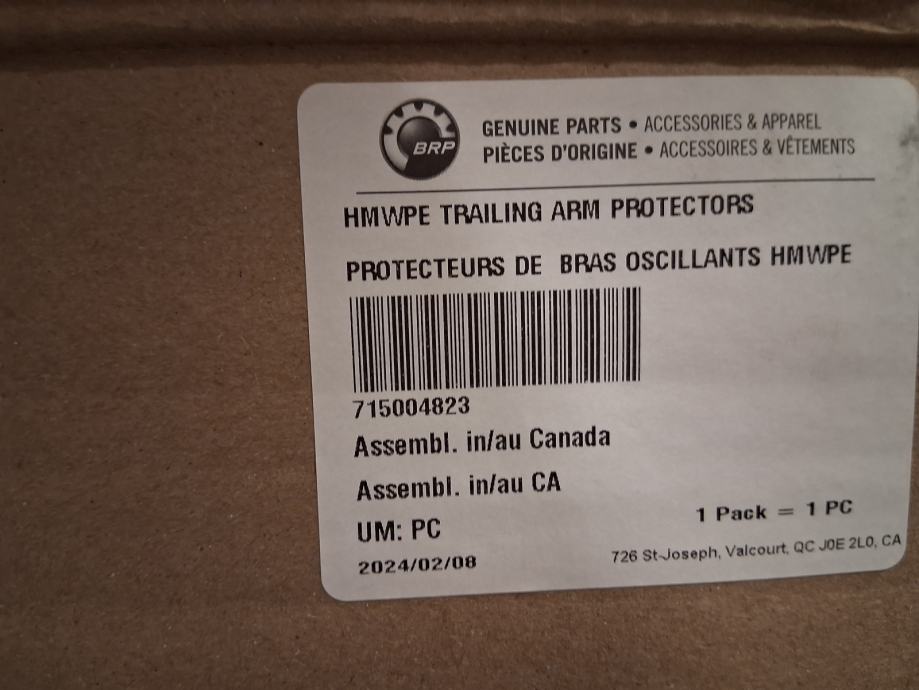 BRP
GENUINE PARTS • ACCESSORIES & APPAREL
PIÈCES D'ORIGINE • ACCESSOIRES & VÊTEMENTS
HMWPE TRAILING ARM PROTECTORS
PROTECTEURS DE BRAS OSCILLANTS HMWPE
715004823
Assembl. in/au Canada
Assembl. in/au CA
UM: PC
1 Pack = 1 PC
2024/02/08
726 St-Joseph, Valcourt, QC J0E 2L0, CA